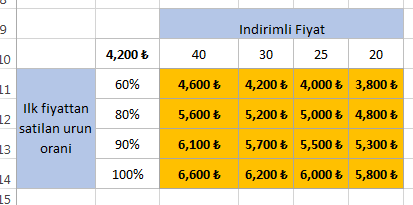 9 Indirimli Fiyat
10 4,200 ₺ 40 30 25 20
11 60% 4,600 ₺ 4,200 ₺ 4,000 ₺ 3,800 ₺
12 Ilk fiyattan 80% 5,600 ₺ 5,200 ₺ 5,000 ₺ 4,800 ₺
satilan urun
13 orani 90% 6,100 ₺ 5,700 ₺ 5,500 ₺ 5,300 ₺
14 100% 6,600 ₺ 6,200 ₺ 6,000 ₺ 5,800 ₺
15